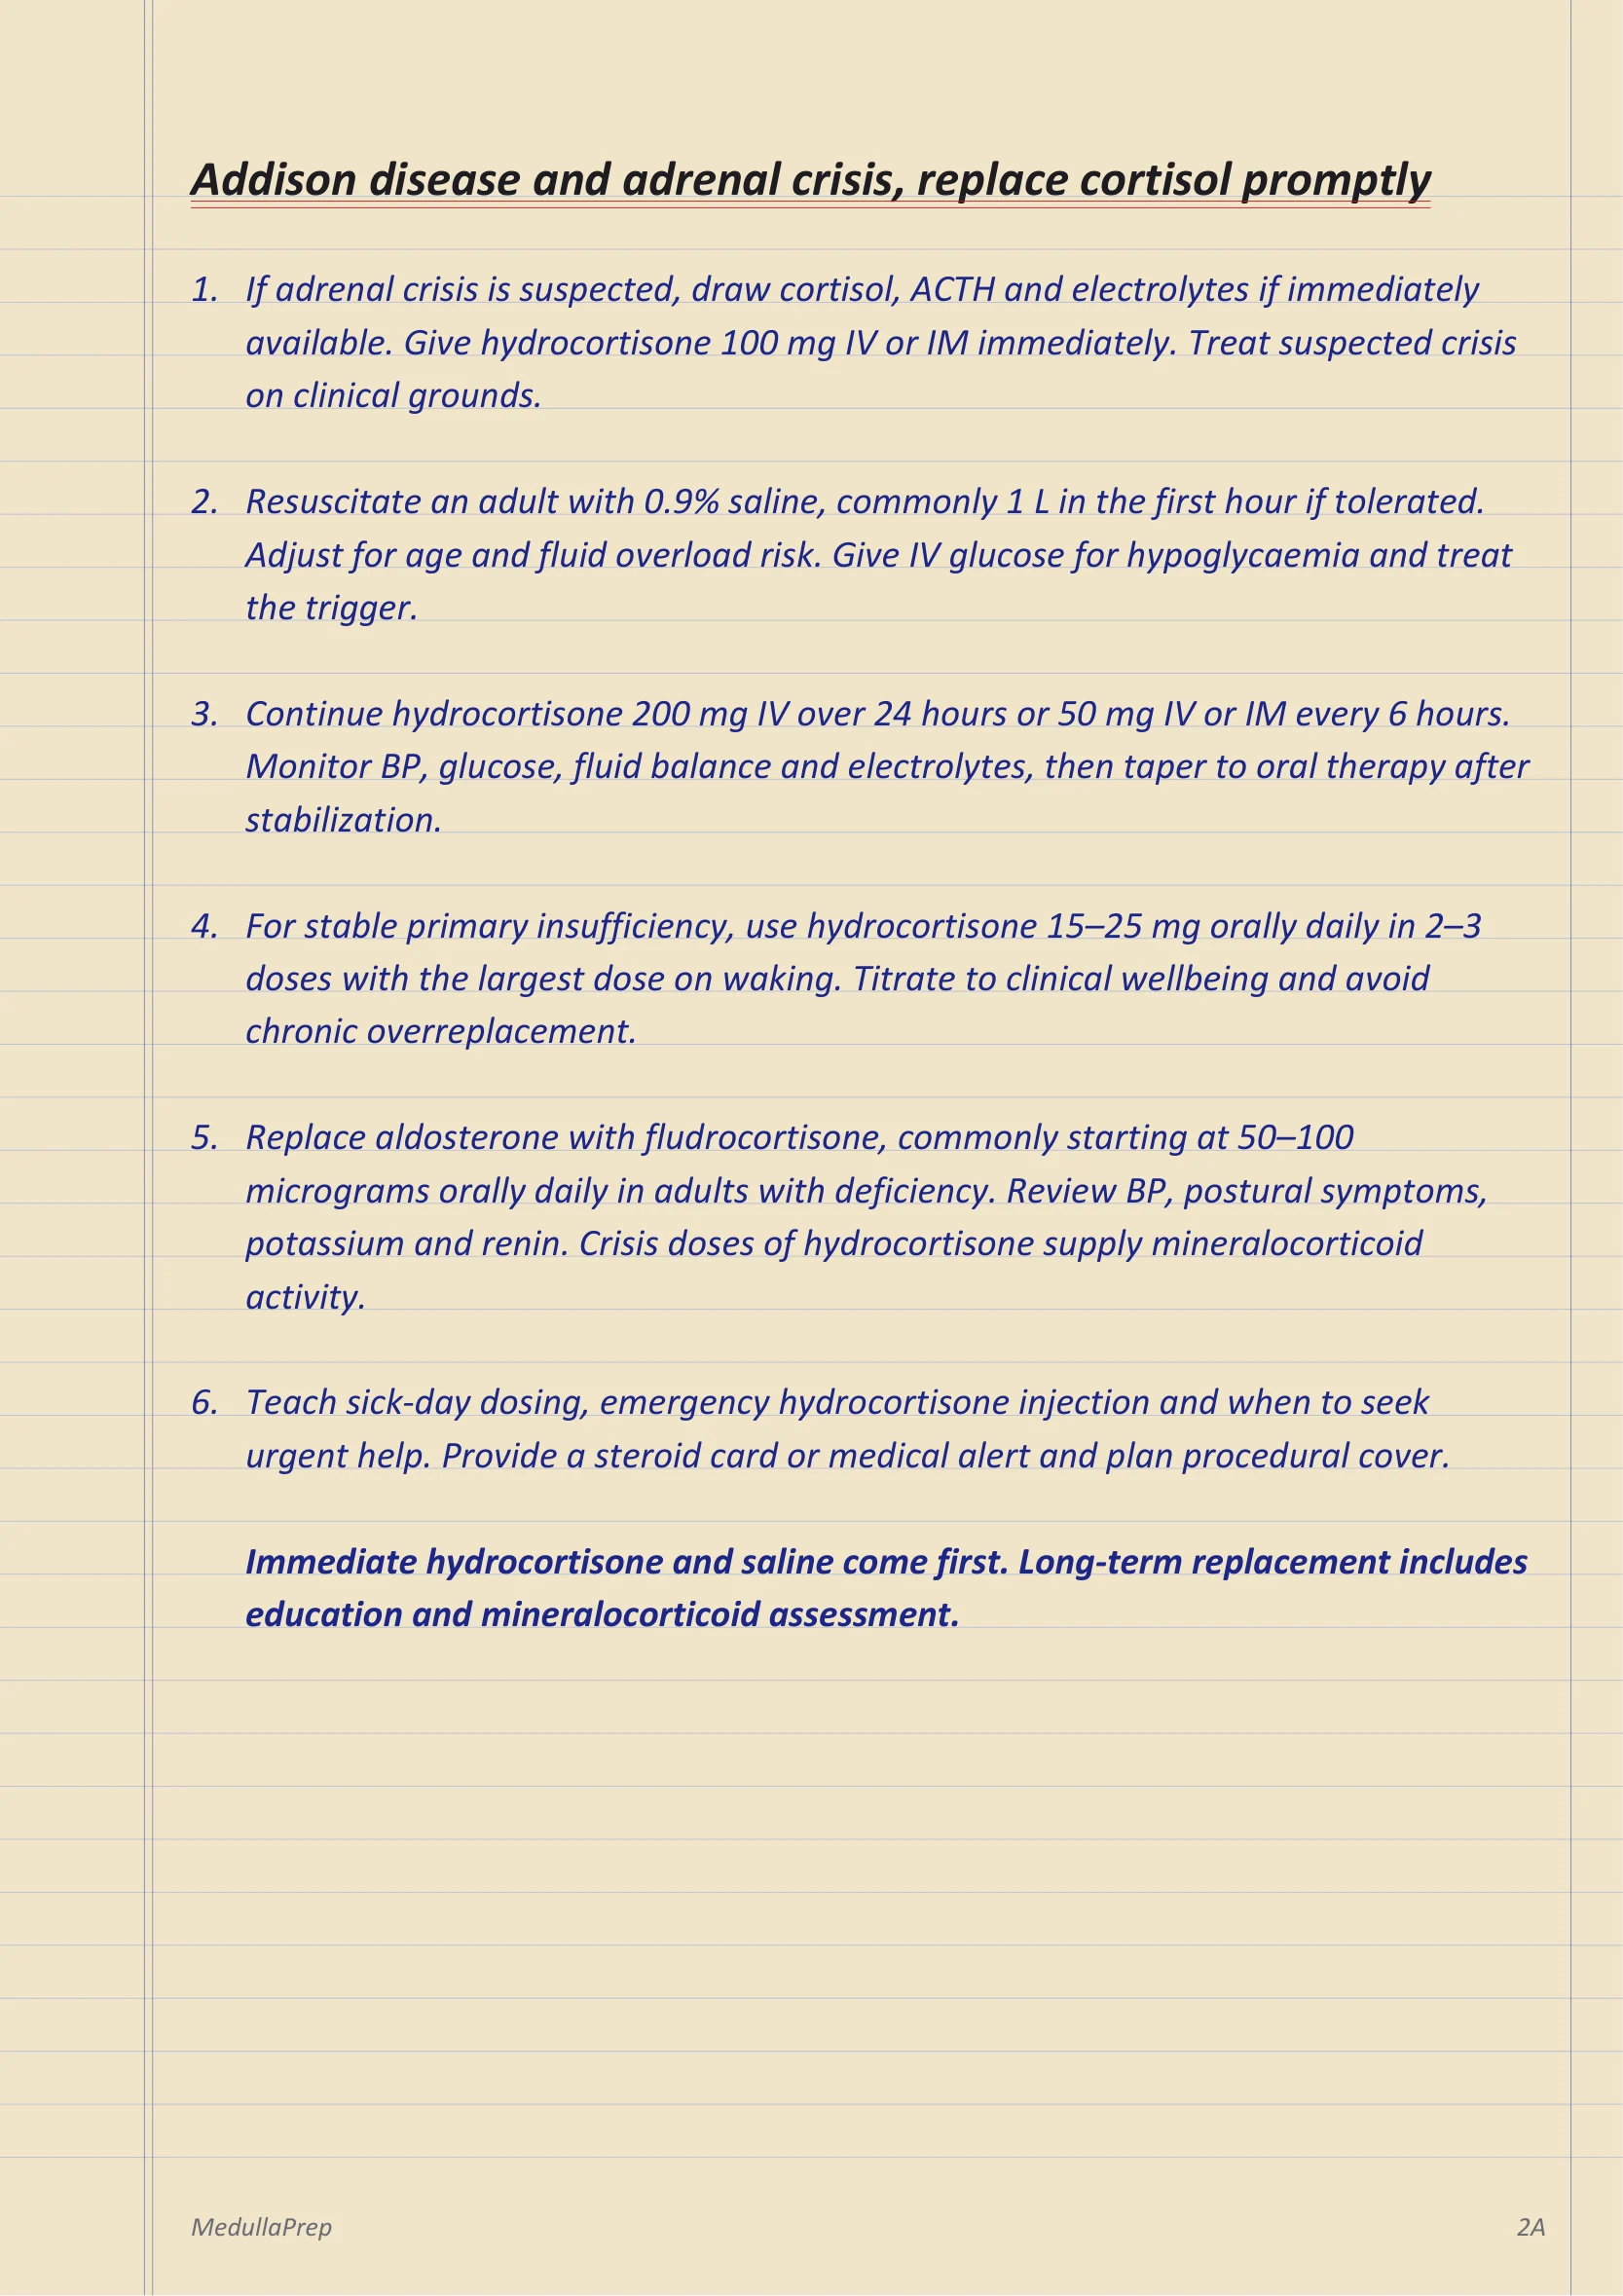 Addison disease and adrenal crisis, replace cortisol promptly
1. If adrenal crisis is suspected, draw cortisol, ACTH and electrolytes if immediately
available. Give hydrocortisone 100 mg IV or IM immediately. Treat suspected crisis
on clinical grounds.
2. Resuscitate an adult with 0.9% saline, commonly 1 L in the first hour if tolerated.
Adjust for age and fluid overload risk. Give IV glucose for hypoglycaemia and treat
the trigger.
3. Continue hydrocortisone 200 mg IV over 24 hours or 50 mg IV or IM every 6 hours.
Monitor BP, glucose, fluid balance and electrolytes, then taper to oral therapy after
stabilization.
4. For stable primary insufficiency, use hydrocortisone 15–25 mg orally daily in 2–3
doses with the largest dose on waking. Titrate to clinical wellbeing and avoid
chronic overreplacement.
5. Replace aldosterone with fludrocortisone, commonly starting at 50–100
micrograms orally daily in adults with deficiency. Review BP, postural symptoms,
potassium and renin. Crisis doses of hydrocortisone supply mineralocorticoid
activity.
6. Teach sick-day dosing, emergency hydrocortisone injection and when to seek
urgent help. Provide a steroid card or medical alert and plan procedural cover.
Immediate hydrocortisone and saline come first. Long-term replacement includes
education and mineralocorticoid assessment.
MedullaPrep
2A